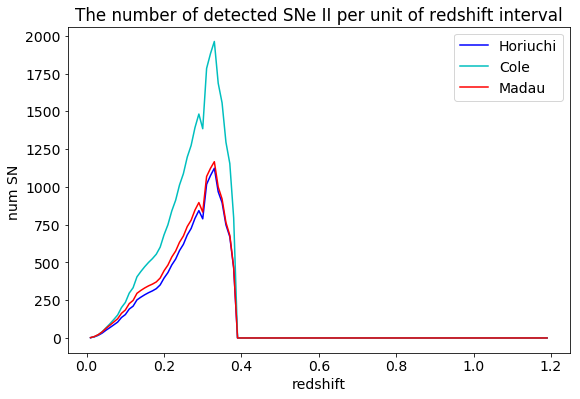 The number of detected SNe II per unit of redshift interval
2000
1750
1500
1250
1000
750
500
250
0
num SN
Horiuchi
Cole
Madau
0.0 0.2 0.4 0.6 0.8 1.0 1.2
redshift